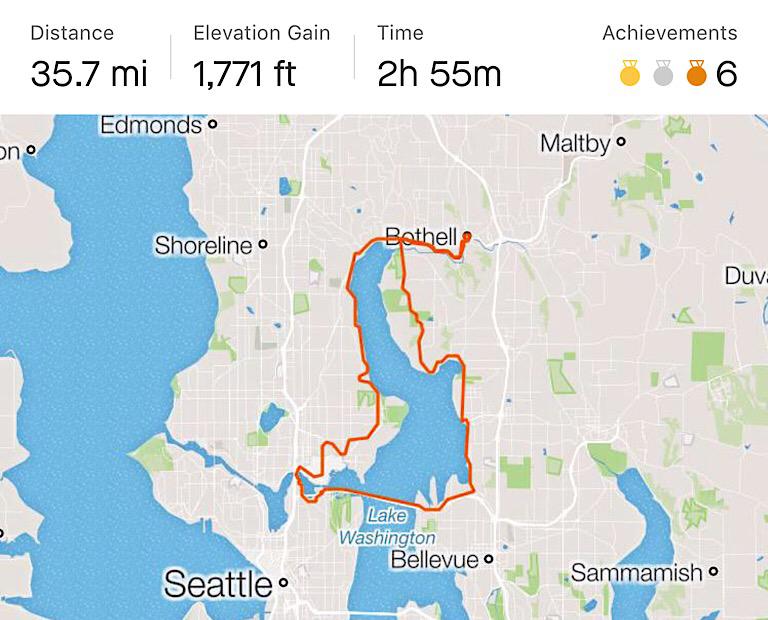 Distance
Elevation Gain
Time
Achievements
35.7 mi
1,771 ft
2h 55m
6
Edmonds
Maltby
on
Bothell
Shoreline
Duv
Lake
Washington
Bellevue
Sammamish
Seattle